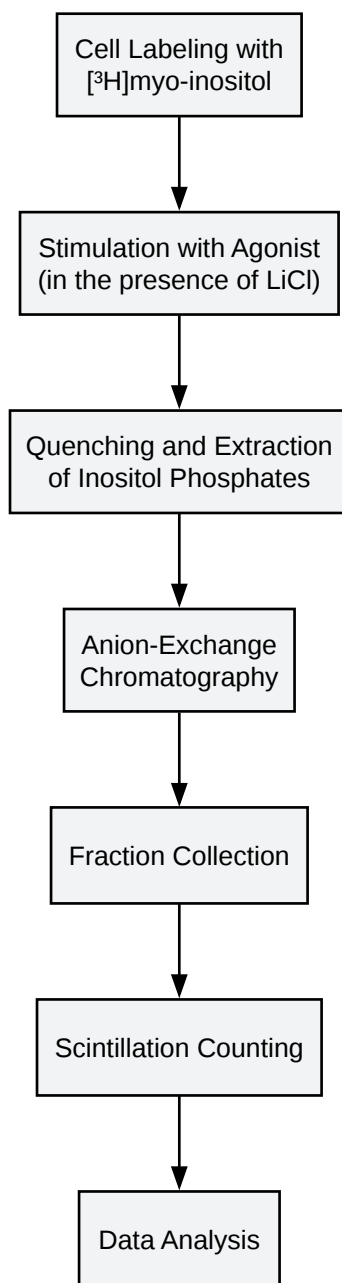 Cell Labeling with
[³H]myo-inositol
Stimulation with Agonist
(in the presence of LiCl)
Quenching and Extraction
of Inositol Phosphates
Anion-Exchange
Chromatography
Fraction Collection
Scintillation Counting
Data Analysis